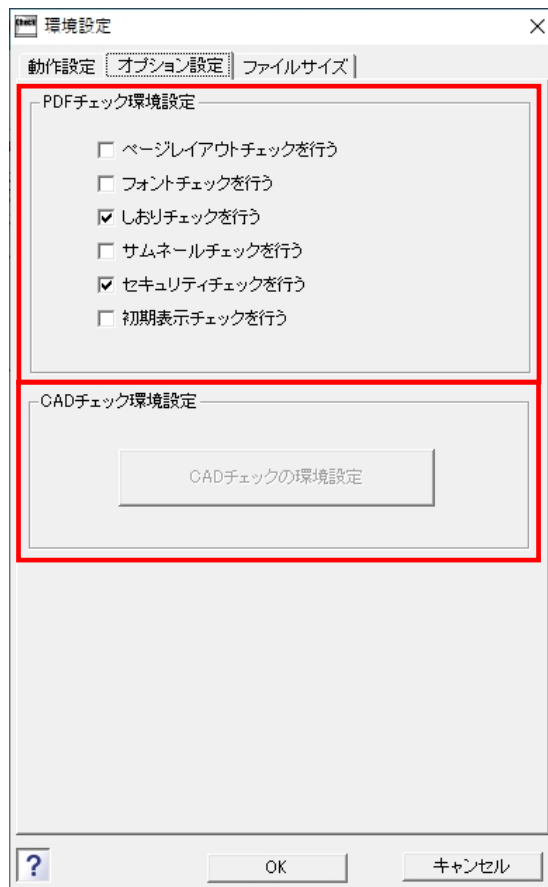 Check 環境設定
動作設定 オプション設定 ファイルサイズ
PDFチェック環境設定
ページレイアウトチェックを行う
フォントチェックを行う
しおりチェックを行う
サムネールチェックを行う
セキュリティチェックを行う
初期表示チェックを行う
CADチェック環境設定
CADチェックの環境設定
? OK キャンセル